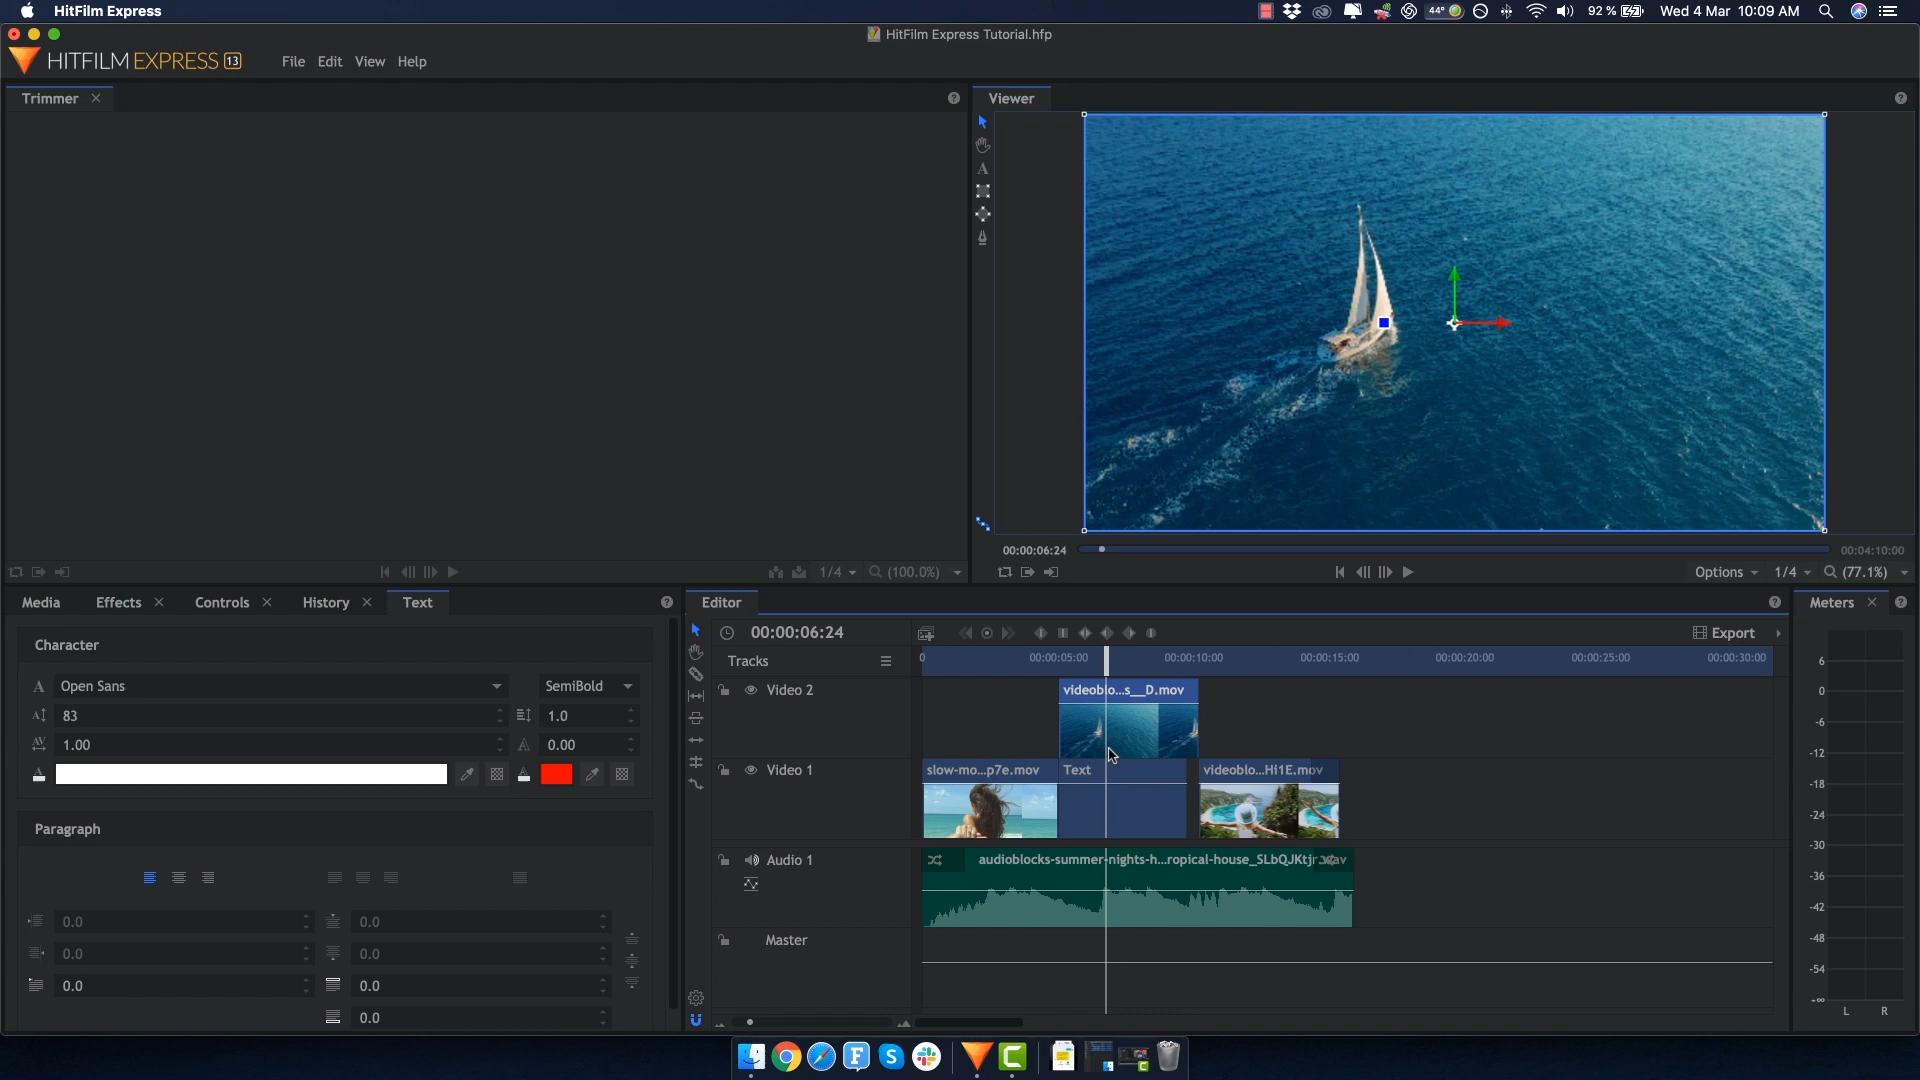 HitFilm Express
44°
92 %
Wed 4 Mar 10:09 AM
HitFilm Express Tutorial.hfp
HITFILM EXPRESS 13
File Edit View Help
Trimmer
Viewer
00:00:06:24
00:04:10:00
1/4
(100.0%)
Options
1/4
(77.1%)
Media
Effects
Controls
History
Text
Editor
Meters
Character
00:00:06:24
Export
Tracks
0
00:00:05:00
00:00:10:00
00:00:15:00
00:00:20:00
00:00:25:00
00:00:30:00
Open Sans
SemiBold
83
1.0
1.00
0.00
Video 2
videoblo...s__D.mov
Video 1
slow-mo...p7e.mov
Text
videoblo...Hi1E.mov
Paragraph
Audio 1
audioblocks-summer-nights-h...ropical-house_SLbQJKtjr.wav
0.0
0.0
0.0
0.0
0.0
0.0
0.0
Master
6
0
-6
-12
-18
-24
-30
-36
-42
-48
-54
-∞
L R